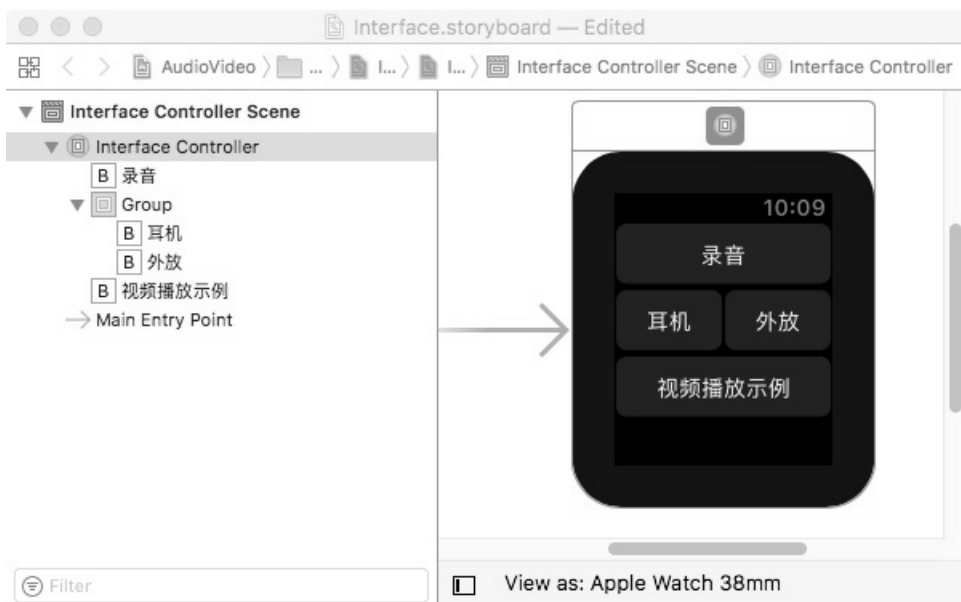 Interface.storyboard — Edited
AudioVideo 〉 ... 〉 I... 〉 I... 〉 Interface Controller Scene 〉 Interface Controller
Interface Controller Scene
Interface Controller
B 录音
Group
B 耳机
B 外放
B 视频播放示例
Main Entry Point
Filter
10:09
录音
耳机 外放
视频播放示例
View as: Apple Watch 38mm